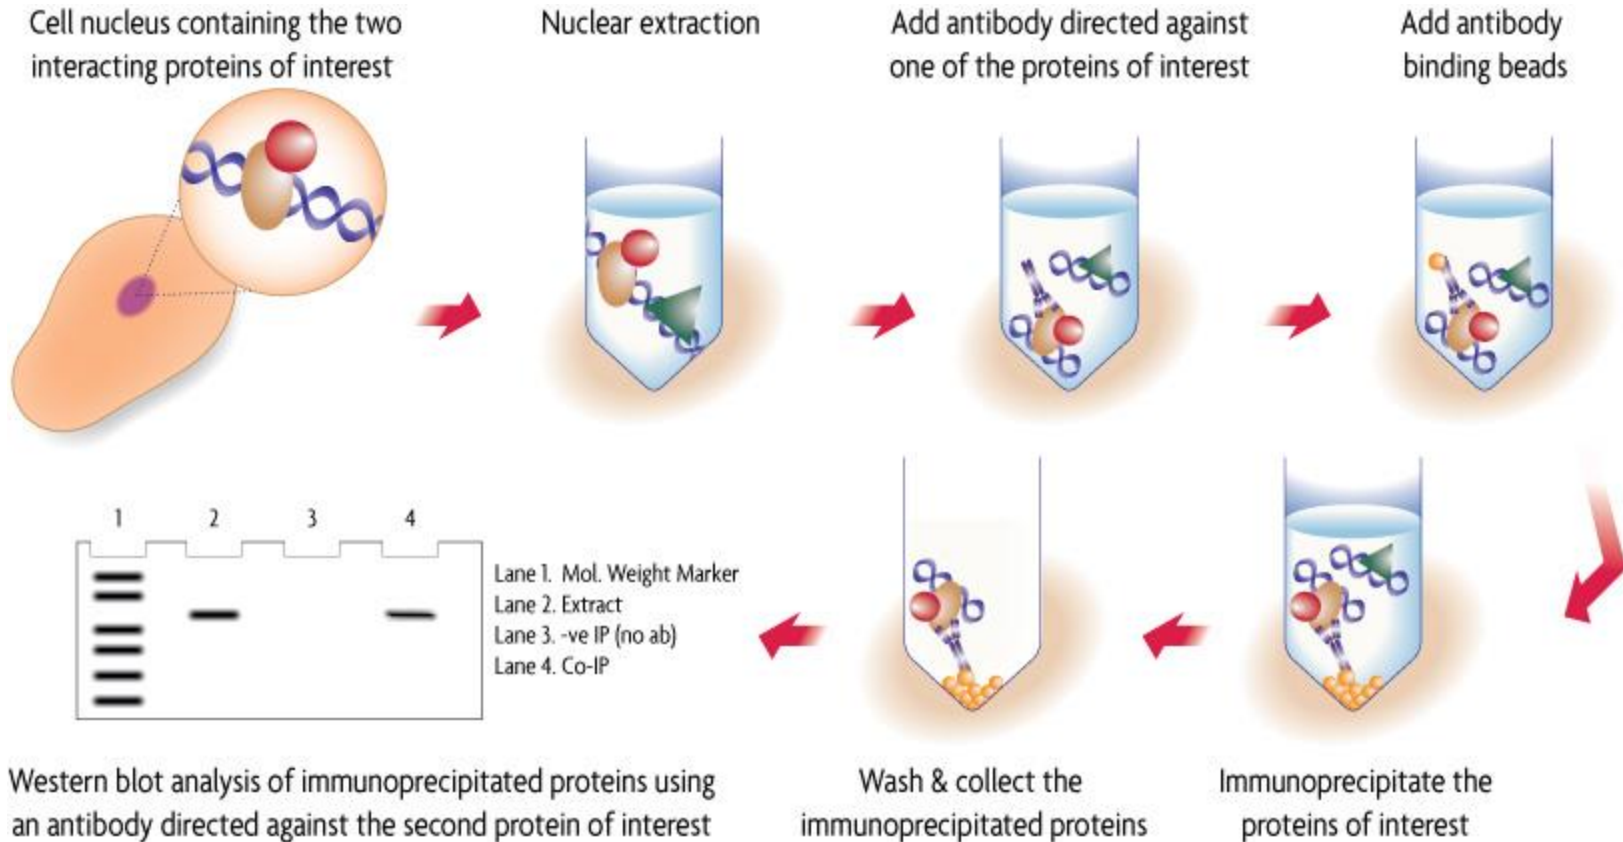 Cell nucleus containing the two
interacting proteins of interest
Nuclear extraction
Add antibody directed against
one of the proteins of interest
Add antibody
binding beads
1 2 3 4
Lane 1. Mol. Weight Marker
Lane 2. Extract
Lane 3. -ve IP (no ab)
Lane 4. Co-IP
Western blot analysis of immunoprecipitated proteins using
an antibody directed against the second protein of interest
Wash & collect the
immunoprecipitated proteins
Immunoprecipitate the
proteins of interest